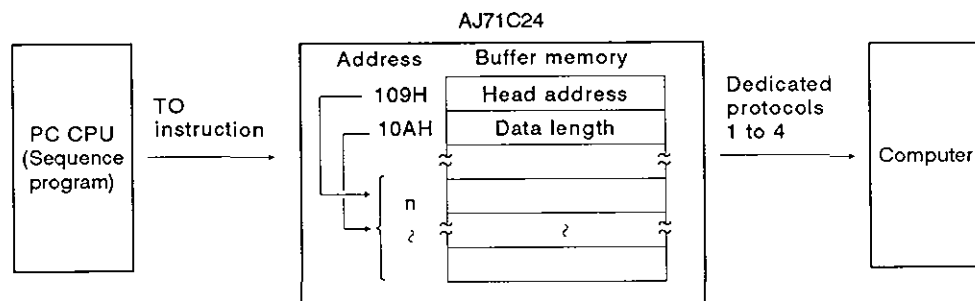 AJ71C24
PC CPU
(Sequence
program)
TO
instruction
Address
Buffer memory
109H
Head address
10AH
Data length
n
≀
≀
Dedicated
protocols
1 to 4
Computer